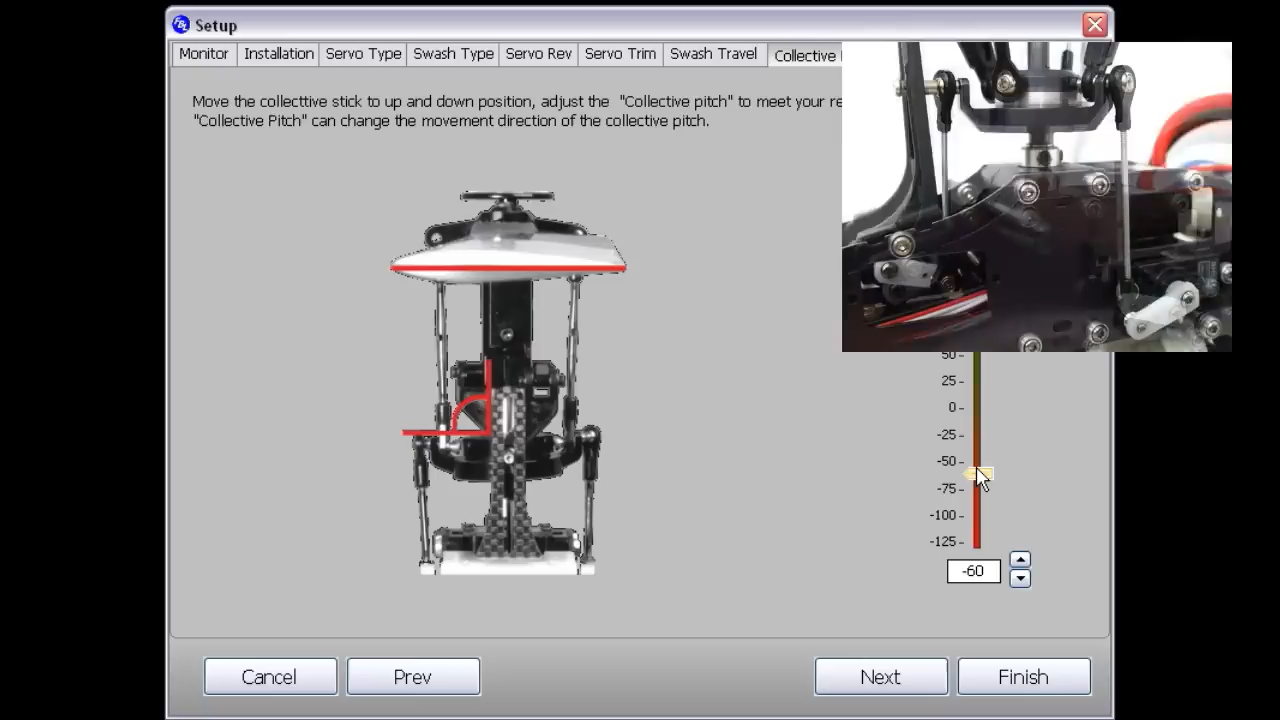 FBL Setup
Monitor Installation Servo Type Swash Type Servo Rev Servo Trim Swash Travel Collective
Move the collecttive stick to up and down position, adjust the "Collective pitch" to meet your re
"Collective Pitch" can change the movement direction of the collective pitch.
50
25
0
-25
-50
-75
-100
-125
-60
Cancel Prev Next Finish